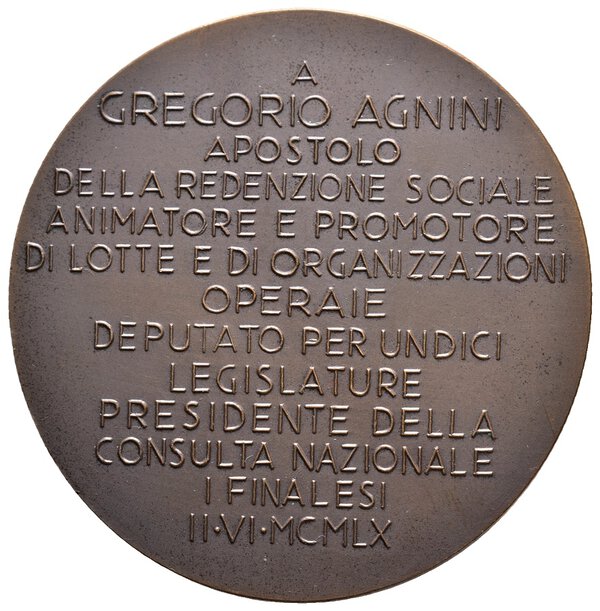 A
GREGORIO AGNINI
APOSTOLO
DELLA REDENZIONE SOCIALE
ANIMATORE E PROMOTORE
DI LOTTE E DI ORGANIZZAZIONI
OPERAIE
DEPUTATO PER UNDICI
LEGISLATURE
PRESIDENTE DELLA
CONSULTA NAZIONALE
I FINALESI
II·VI·MCMLX